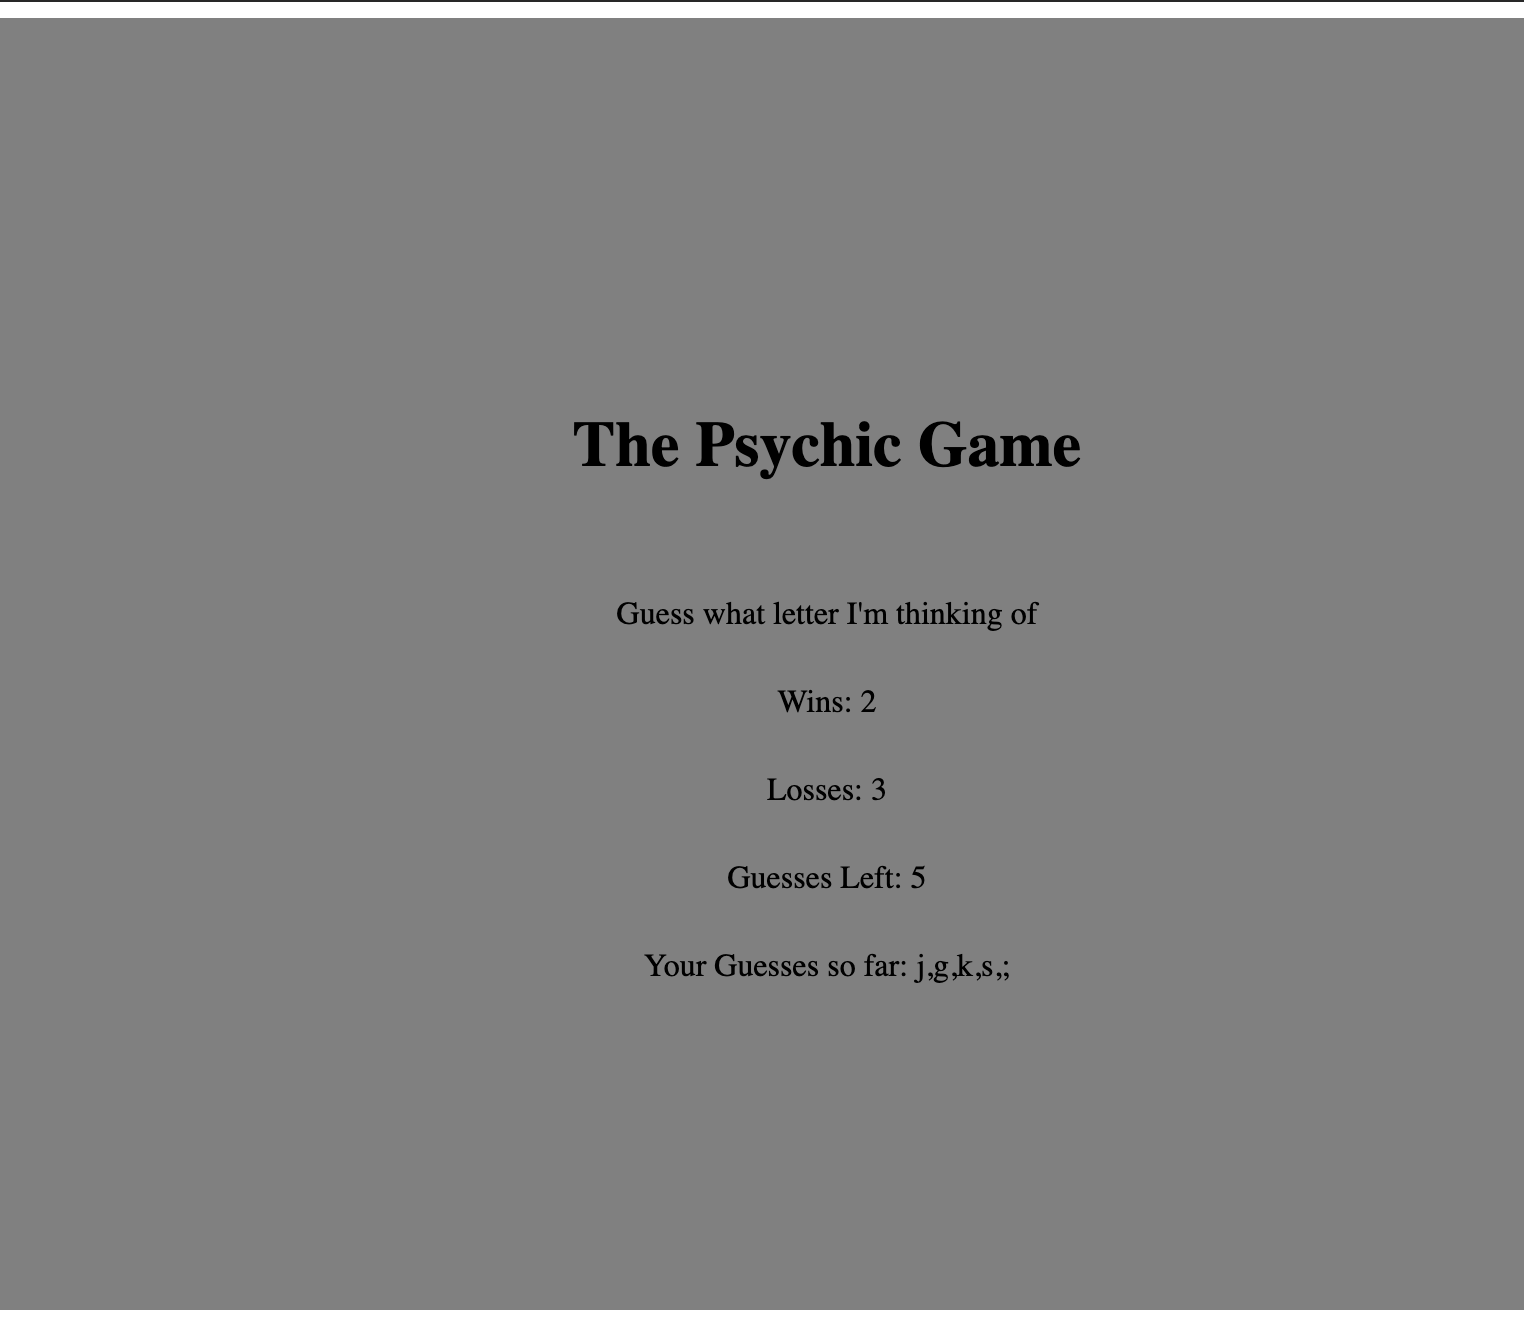 The Psychic Game
Guess what letter I'm thinking of
Wins: 2
Losses: 3
Guesses Left: 5
Your Guesses so far: j,g,k,s,;